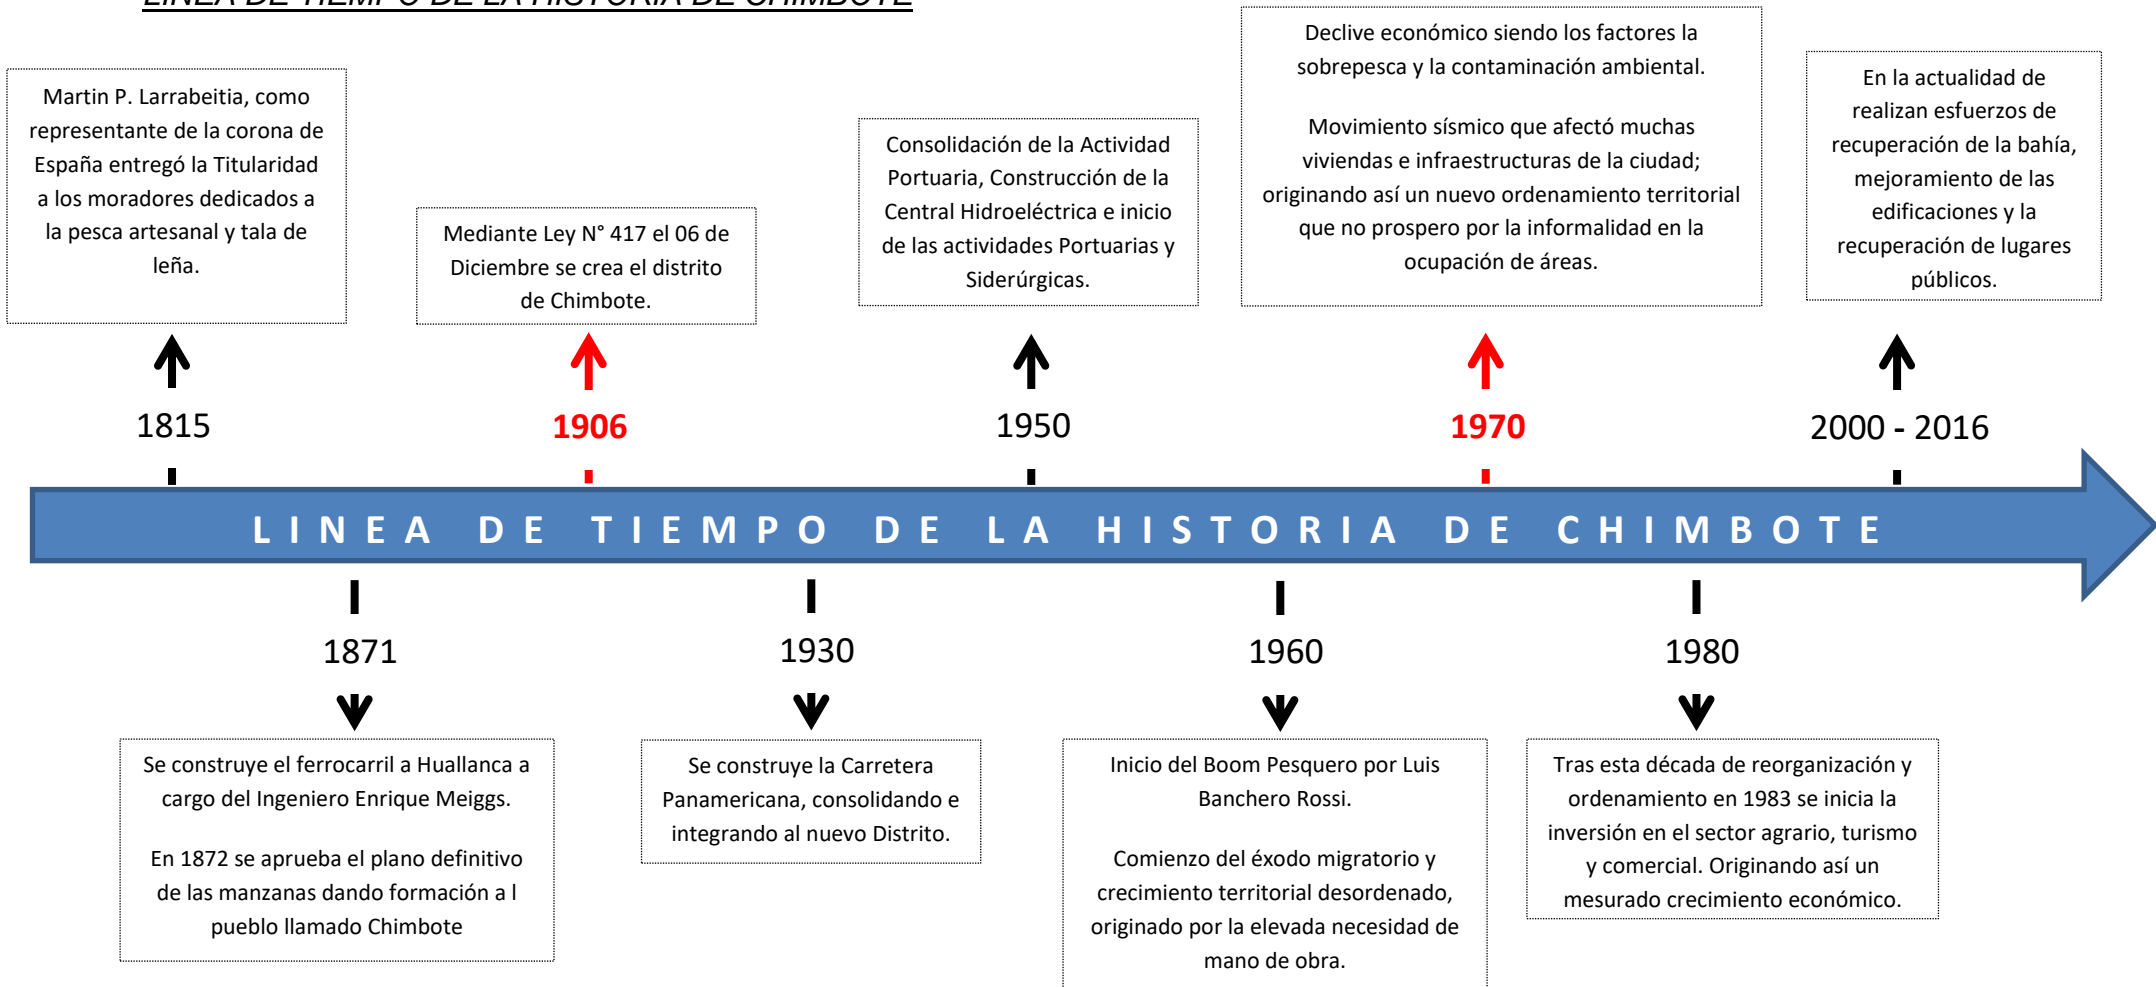 LINEA DE TIEMPO DE LA HISTORIA DE CHIMBOTE
Martin P. Larrabeitia, como
representante de la corona de
España entregó la Titularidad
a los moradores dedicados a
la pesca artesanal y tala de
leña.
Mediante Ley N° 417 el 06 de
Diciembre se crea el distrito
de Chimbote.
Consolidación de la Actividad
Portuaria, Construcción de la
Central Hidroeléctrica e inicio
de las actividades Portuarias y
Siderúrgicas.
Declive económico siendo los factores la
sobrepesca y la contaminación ambiental.
Movimiento sísmico que afectó muchas
viviendas e infraestructuras de la ciudad;
originando así un nuevo ordenamiento territorial
que no prospero por la informalidad en la
ocupación de áreas.
En la actualidad de
realizan esfuerzos de
recuperación de la bahía,
mejoramiento de las
edificaciones y la
recuperación de lugares
públicos.
1815
1906
1950
1970
2000 - 2016
LINEA DE TIEMPO DE LA HISTORIA DE CHIMBOTE
1871
1930
1960
1980
Se construye el ferrocarril a Huallanca a
cargo del Ingeniero Enrique Meiggs.
En 1872 se aprueba el plano definitivo
de las manzanas dando formación a l
pueblo llamado Chimbote
Se construye la Carretera
Panamericana, consolidando e
integrando al nuevo Distrito.
Inicio del Boom Pesquero por Luis
Banchero Rossi.
Comienzo del éxodo migratorio y
crecimiento territorial desordenado,
originado por la elevada necesidad de
mano de obra.
Tras esta década de reorganización y
ordenamiento en 1983 se inicia la
inversión en el sector agrario, turismo
y comercial. Originando así un
mesurado crecimiento económico.